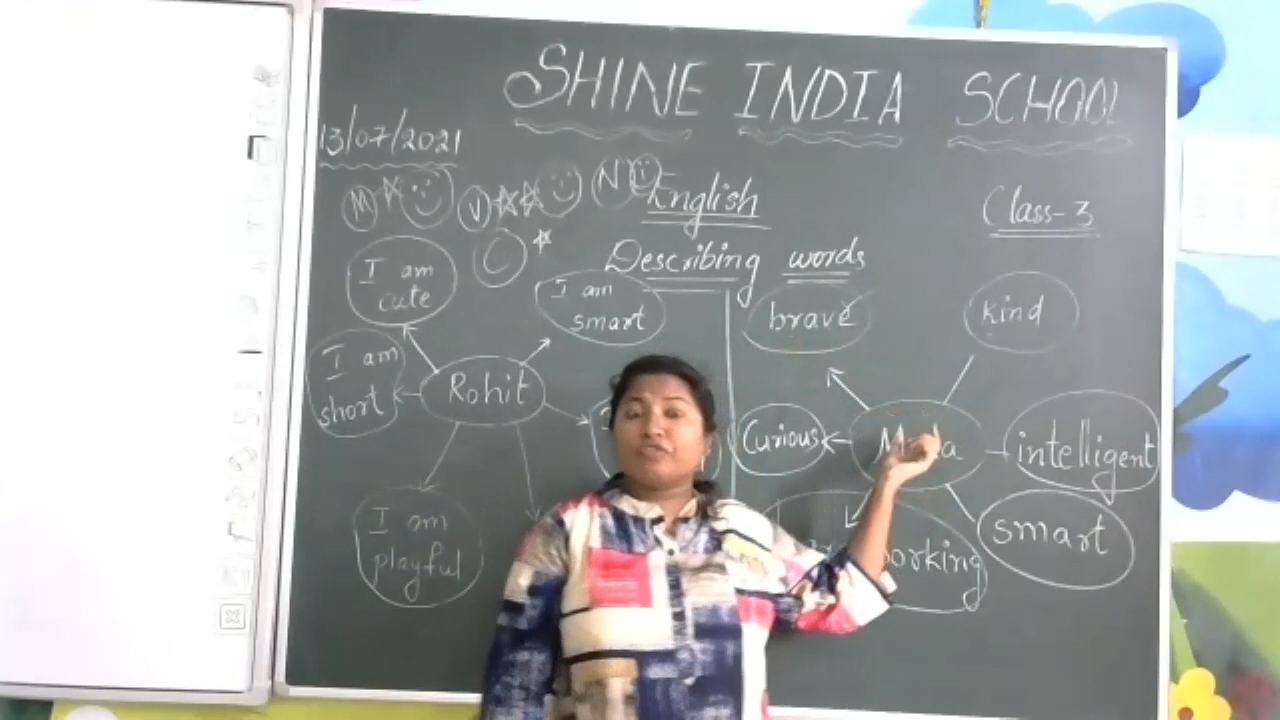 SHINE INDIA SCHOOL
13/07/2021
M V N
English
Class-3
C
Describing words
I am
cute
I am
smart
brave
kind
I am
short
Rohit
I
Curious
intelligent
I am
playful
working
smart